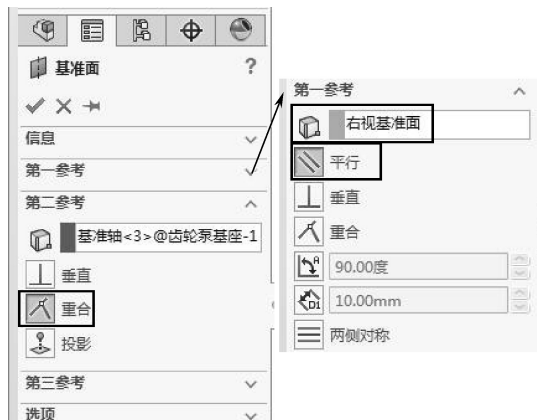 基准面
?
信息
第一参考
第二参考
基准轴<3>@齿轮泵基座-1
垂直
重合
投影
第三参考
选项
第一参考
右视基准面
平行
垂直
重合
90.00度
10.00mm
两侧对称